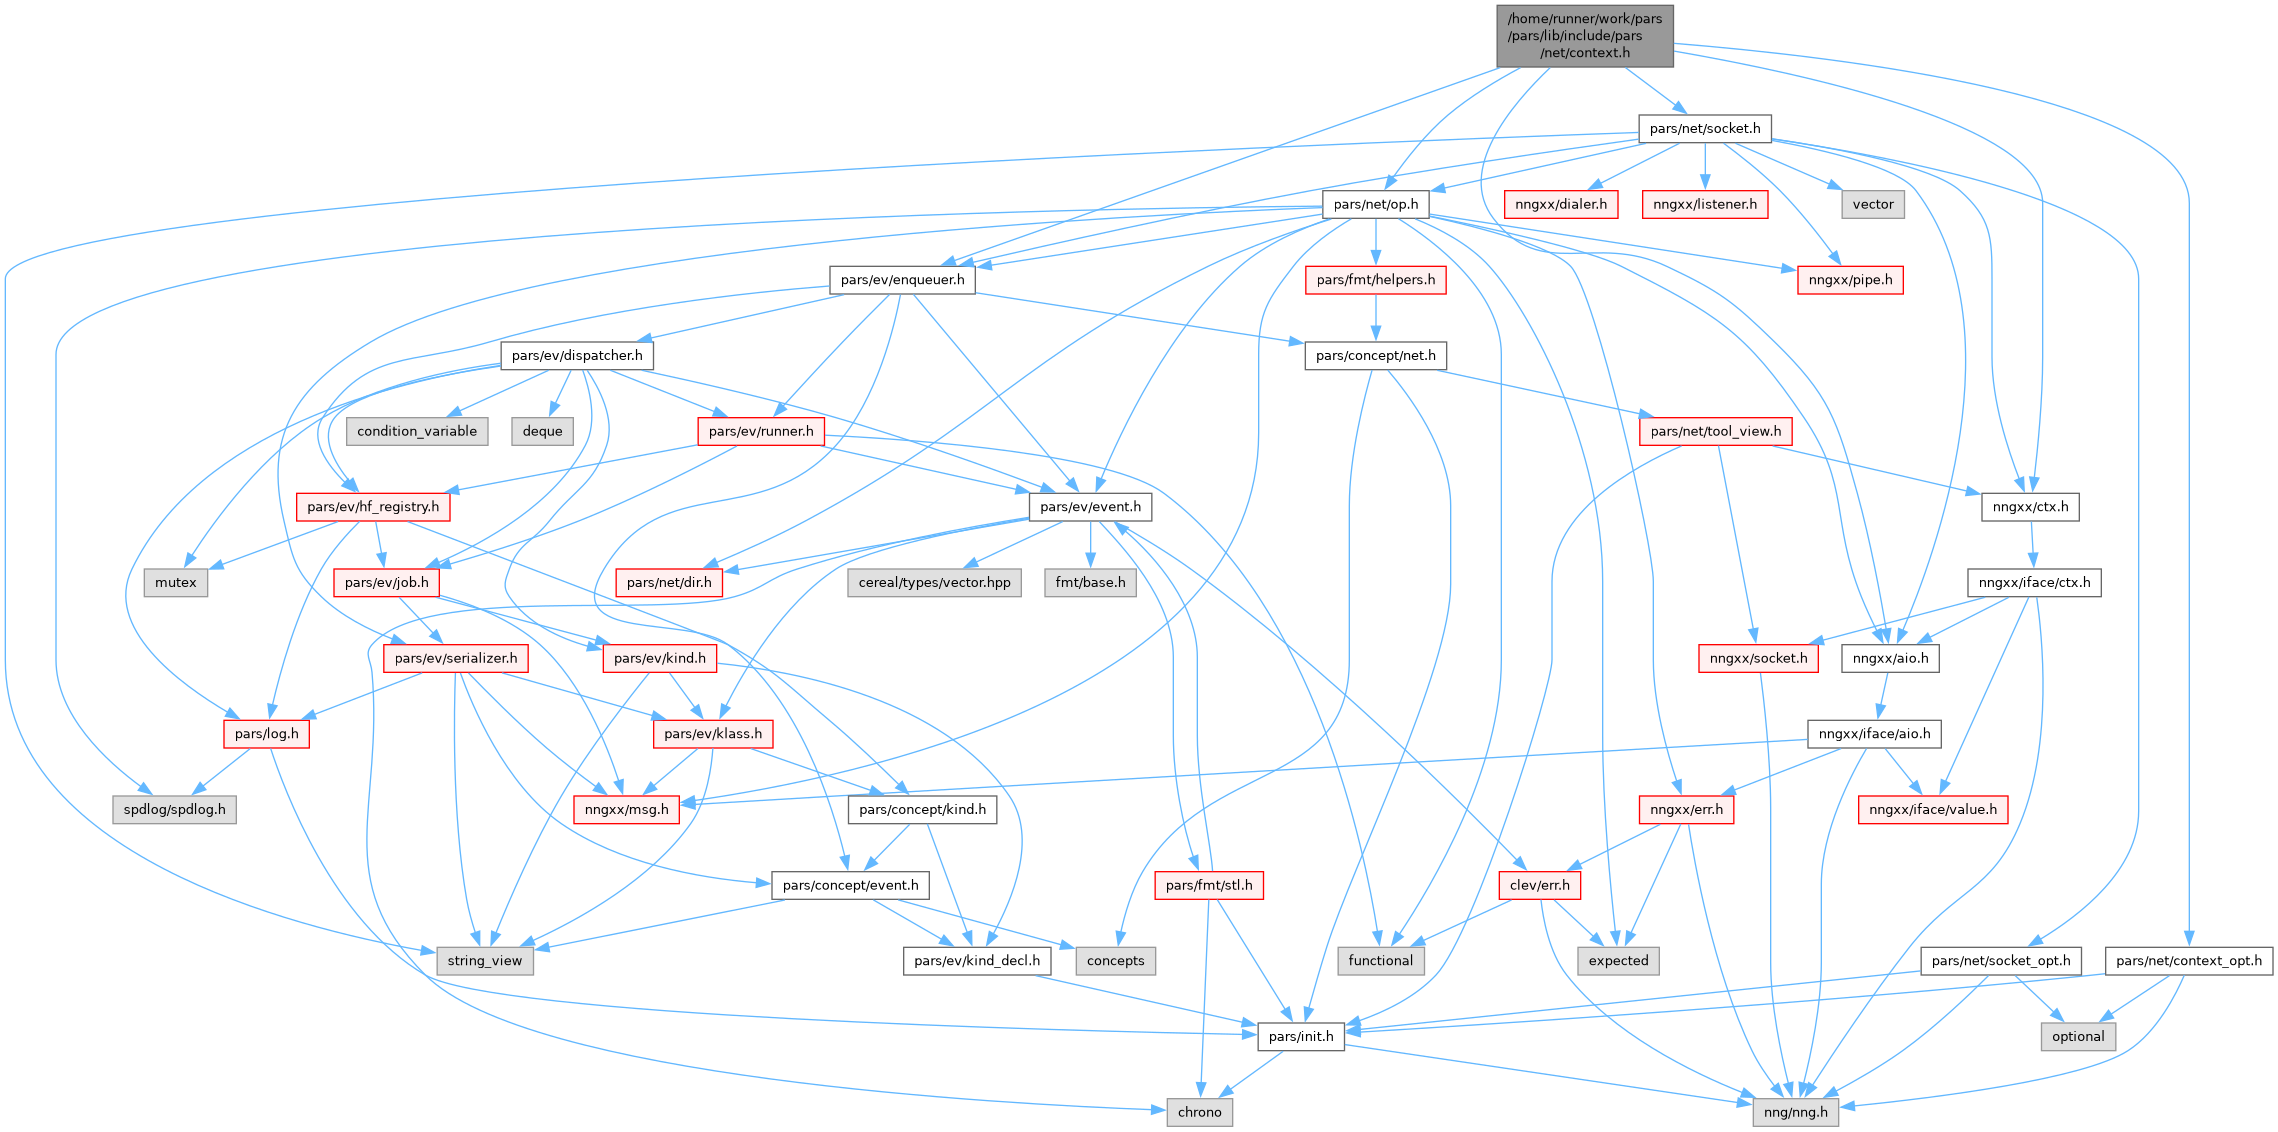 /home/runner/work/pars
/pars/lib/include/pars
/net/context.h
pars/net/socket.h
pars/net/op.h
nngxx/dialer.h
nngxx/listener.h
vector
pars/ev/enqueuer.h
pars/fmt/helpers.h
nngxx/pipe.h
pars/ev/dispatcher.h
pars/concept/net.h
condition_variable
deque
pars/ev/runner.h
pars/net/tool_view.h
pars/ev/hf_registry.h
pars/ev/event.h
nngxx/ctx.h
mutex
pars/ev/job.h
pars/net/dir.h
cereal/types/vector.hpp
fmt/base.h
nngxx/iface/ctx.h
pars/ev/serializer.h
pars/ev/kind.h
nngxx/socket.h
nngxx/aio.h
pars/log.h
pars/ev/klass.h
nngxx/iface/aio.h
spdlog/spdlog.h
nngxx/msg.h
pars/concept/kind.h
nngxx/err.h
nngxx/iface/value.h
pars/concept/event.h
pars/fmt/stl.h
clev/err.h
string_view
pars/ev/kind_decl.h
concepts
functional
expected
pars/net/socket_opt.h
pars/net/context_opt.h
pars/init.h
optional
chrono
nng/nng.h